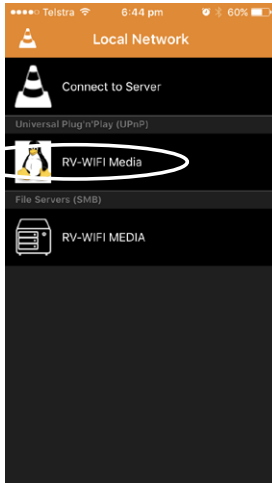 Telstra 6:44 pm 60%
Local Network
Connect to Server
Universal Plug'n'Play (UPnP)
RV-WIFI Media
File Servers (SMB)
RV-WIFI MEDIA